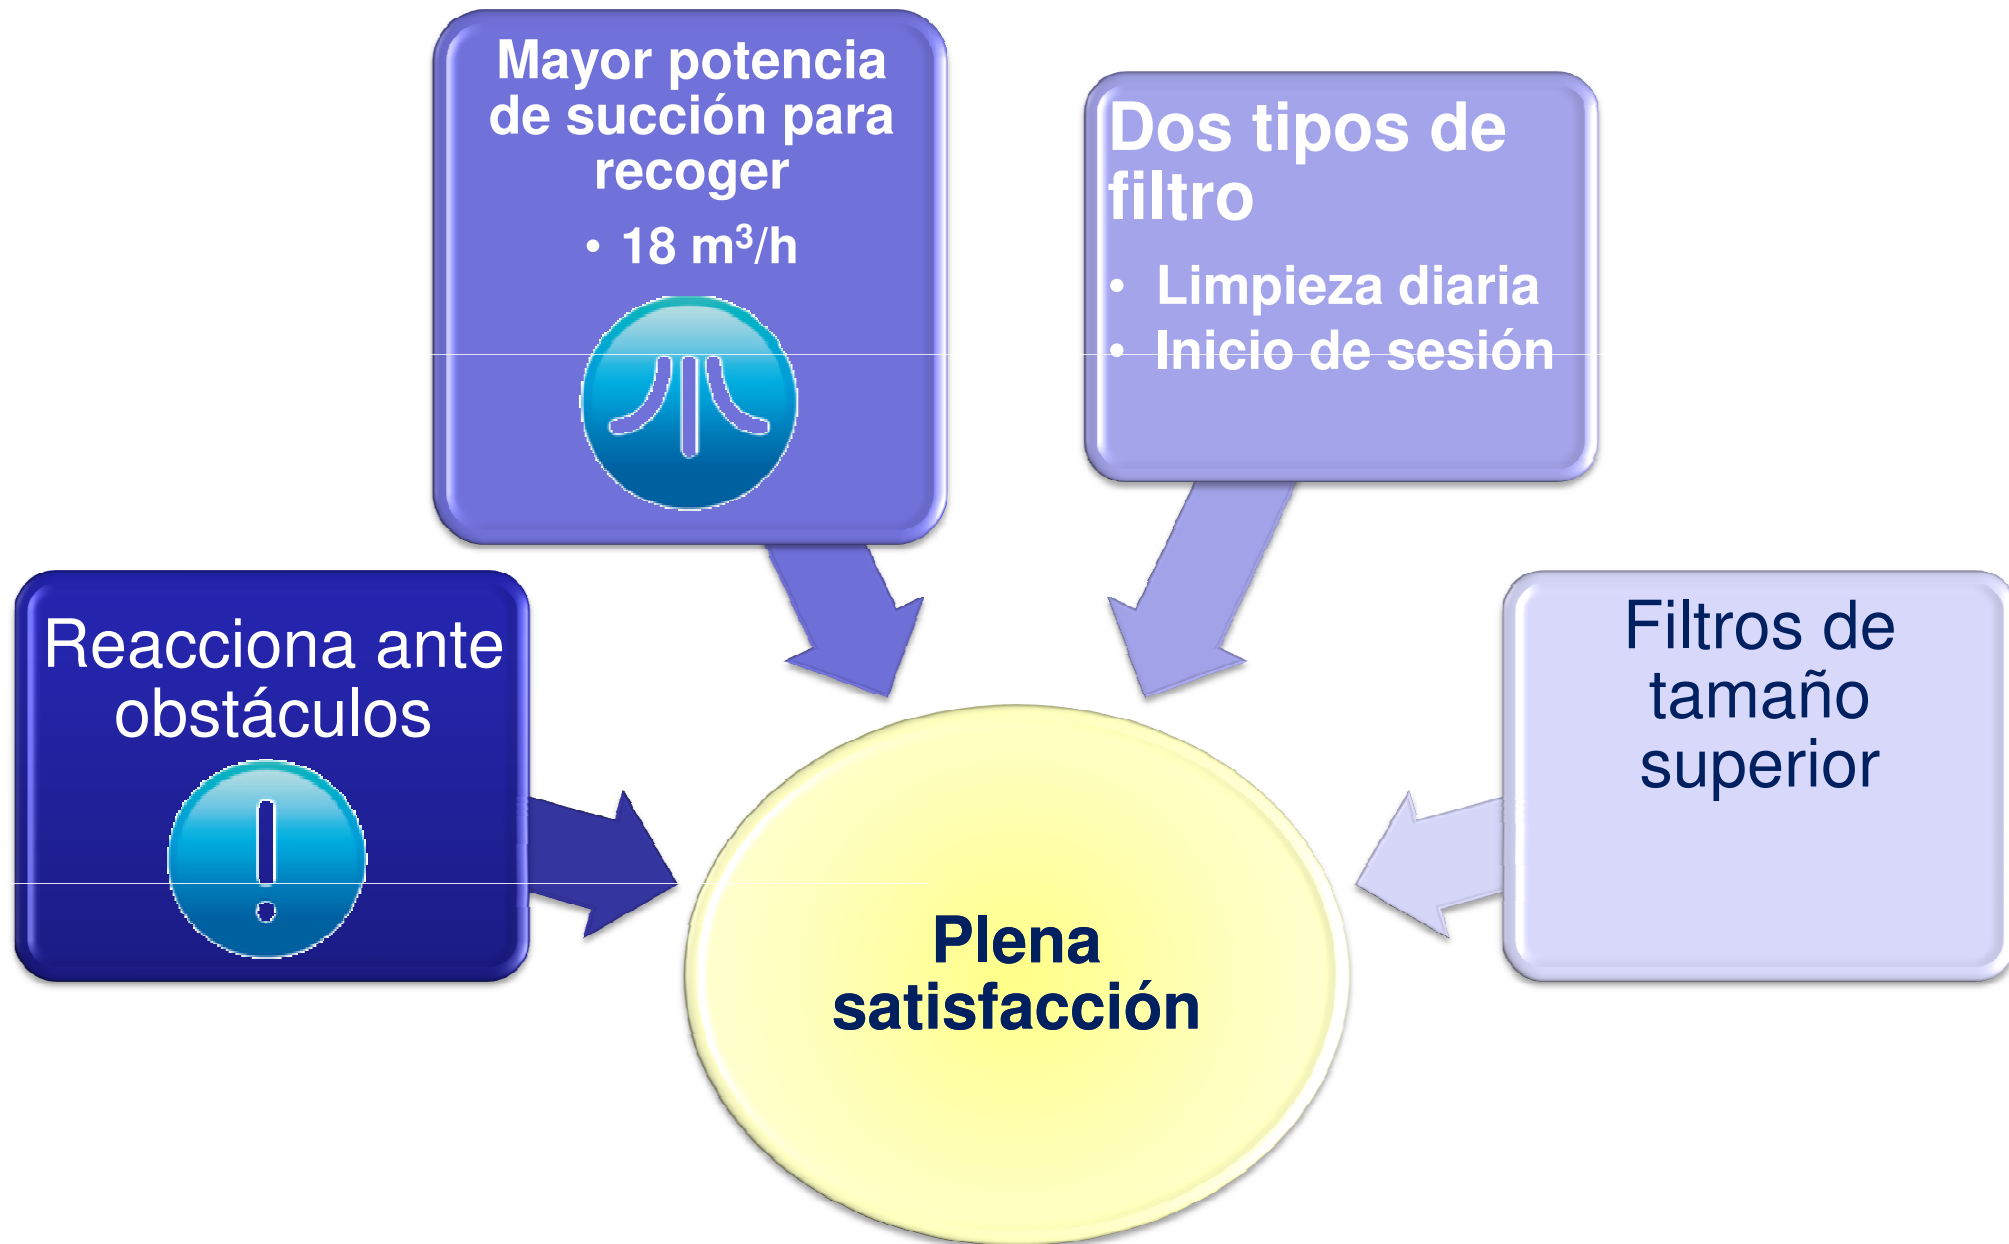 Mayor potencia
de succión para
recoger
• 18 m³/h
Dos tipos de
filtro
• Limpieza diaria
• Inicio de sesión
Reacciona ante
obstáculos
Filtros de
tamaño
superior
Plena
satisfacción